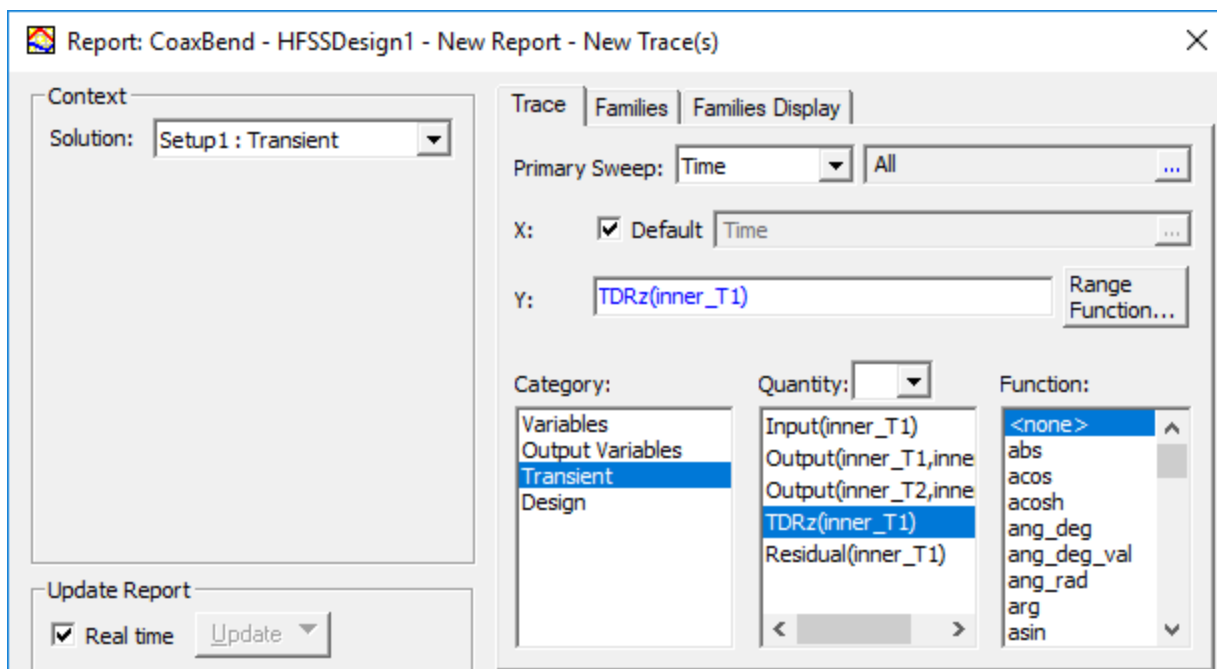 Report: CoaxBend - HFSSDesign1 - New Report - New Trace(s)
Context
Solution: Setup1 : Transient
Update Report
Real time Update
Trace Families Families Display
Primary Sweep: Time All ...
X: Default Time ...
Y: TDRz(inner_T1) Range
Function...
Category:
Variables
Output Variables
Transient
Design
Quantity:
Input(inner_T1)
Output(inner_T1,inne
Output(inner_T2,inne
TDRz(inner_T1)
Residual(inner_T1)
Function:
<none>
abs
acos
acosh
ang_deg
ang_deg_val
ang_rad
arg
asin